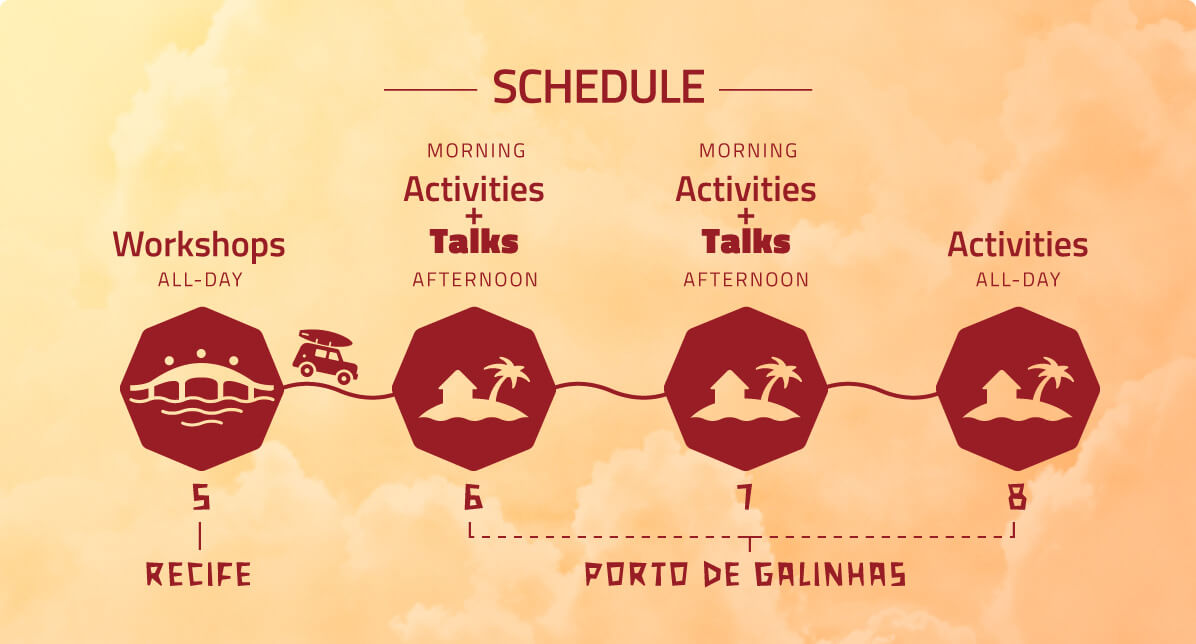 SCHEDULE
Workshops
ALL-DAY
5
RECIFE
MORNING
Activities
+
Talks
AFTERNOON
6
MORNING
Activities
+
Talks
AFTERNOON
7
Activities
ALL-DAY
8
PORTO DE GALINHAS